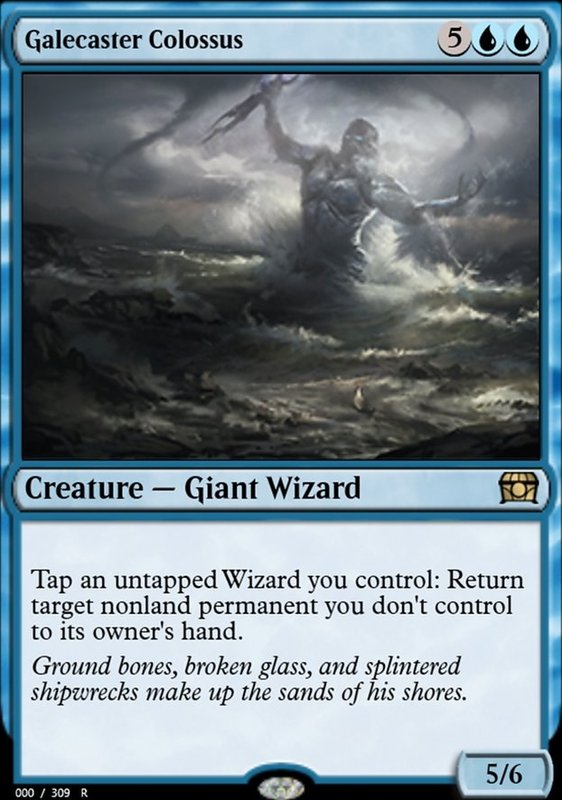 Galecaster Colossus 5
Creature — Giant Wizard
Tap an untapped Wizard you control: Return
target nonland permanent you don't control
to its owner's hand.
Ground bones, broken glass, and splintered
shipwrecks make up the sands of his shores.
5/6
000 / 309 R